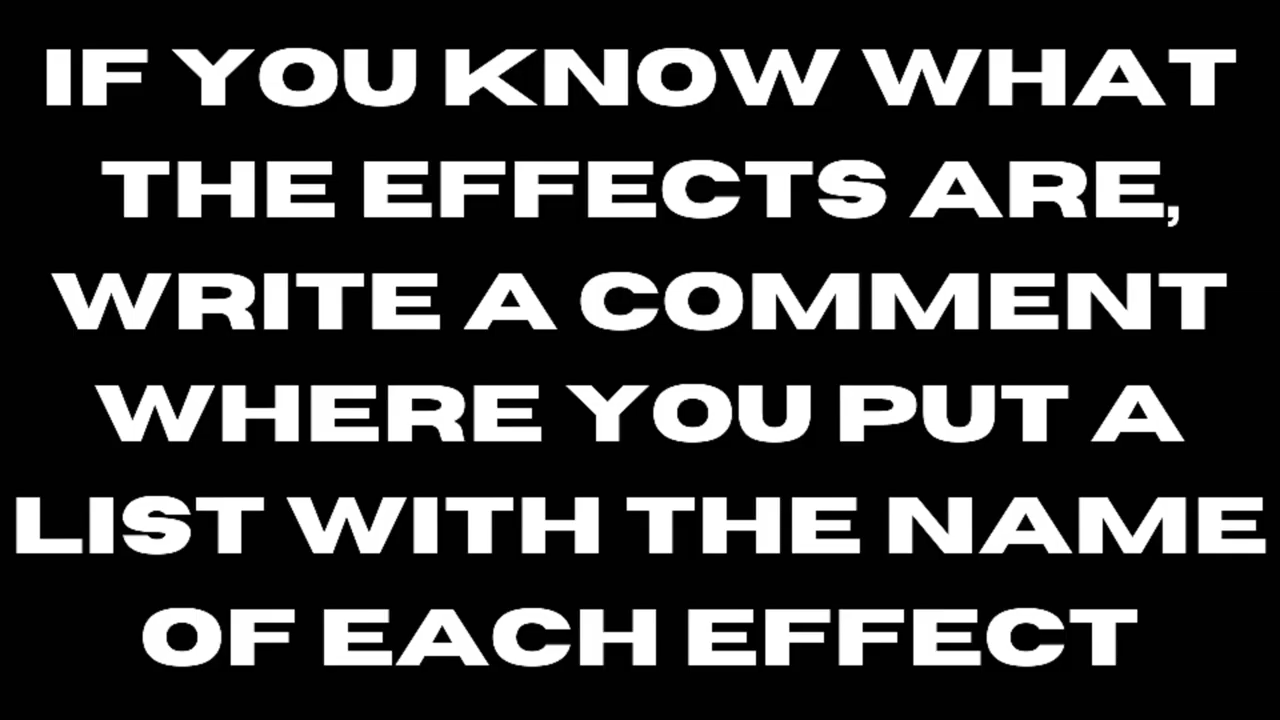 IF YOU KNOW WHAT
THE EFFECTS ARE,
WRITE A COMMENT
WHERE YOU PUT A
LIST WITH THE NAME
OF EACH EFFECT